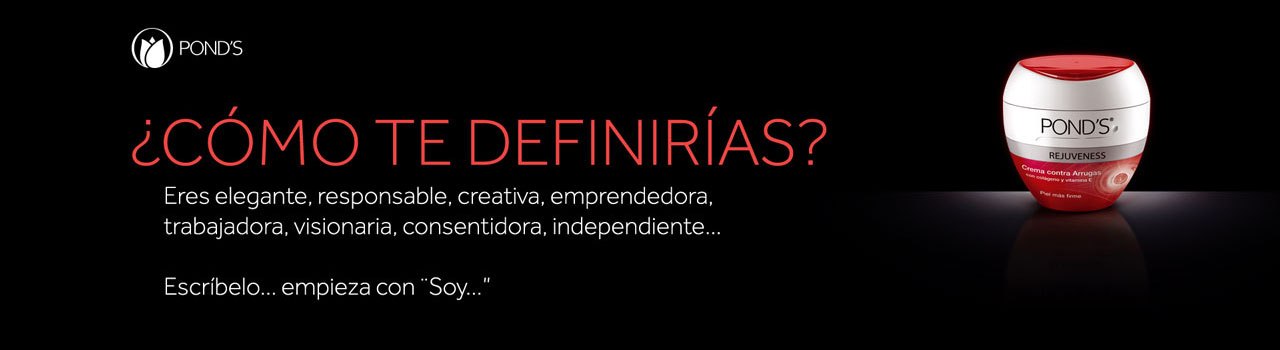 POND'S
¿CÓMO TE DEFINIRÍAS?
Eres elegante, responsable, creativa, emprendedora,
trabajadora, visionaria, consentidora, independiente...
Escríbelo... empieza con ¨Soy..."
POND'S®
REJUVENESS
Crema contra Arrugas
con colágeno y vitamina E
Piel más firme